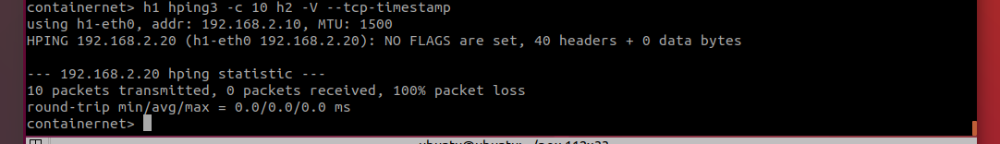 containernet> h1 hping3 -c 10 h2 -V --tcp-timestamp
using h1-eth0, addr: 192.168.2.10, MTU: 1500
HPING 192.168.2.20 (h1-eth0 192.168.2.20): NO FLAGS are set, 40 headers + 0 data bytes

--- 192.168.2.20 hping statistic ---
10 packets transmitted, 0 packets received, 100% packet loss
round-trip min/avg/max = 0.0/0.0/0.0 ms
containernet>